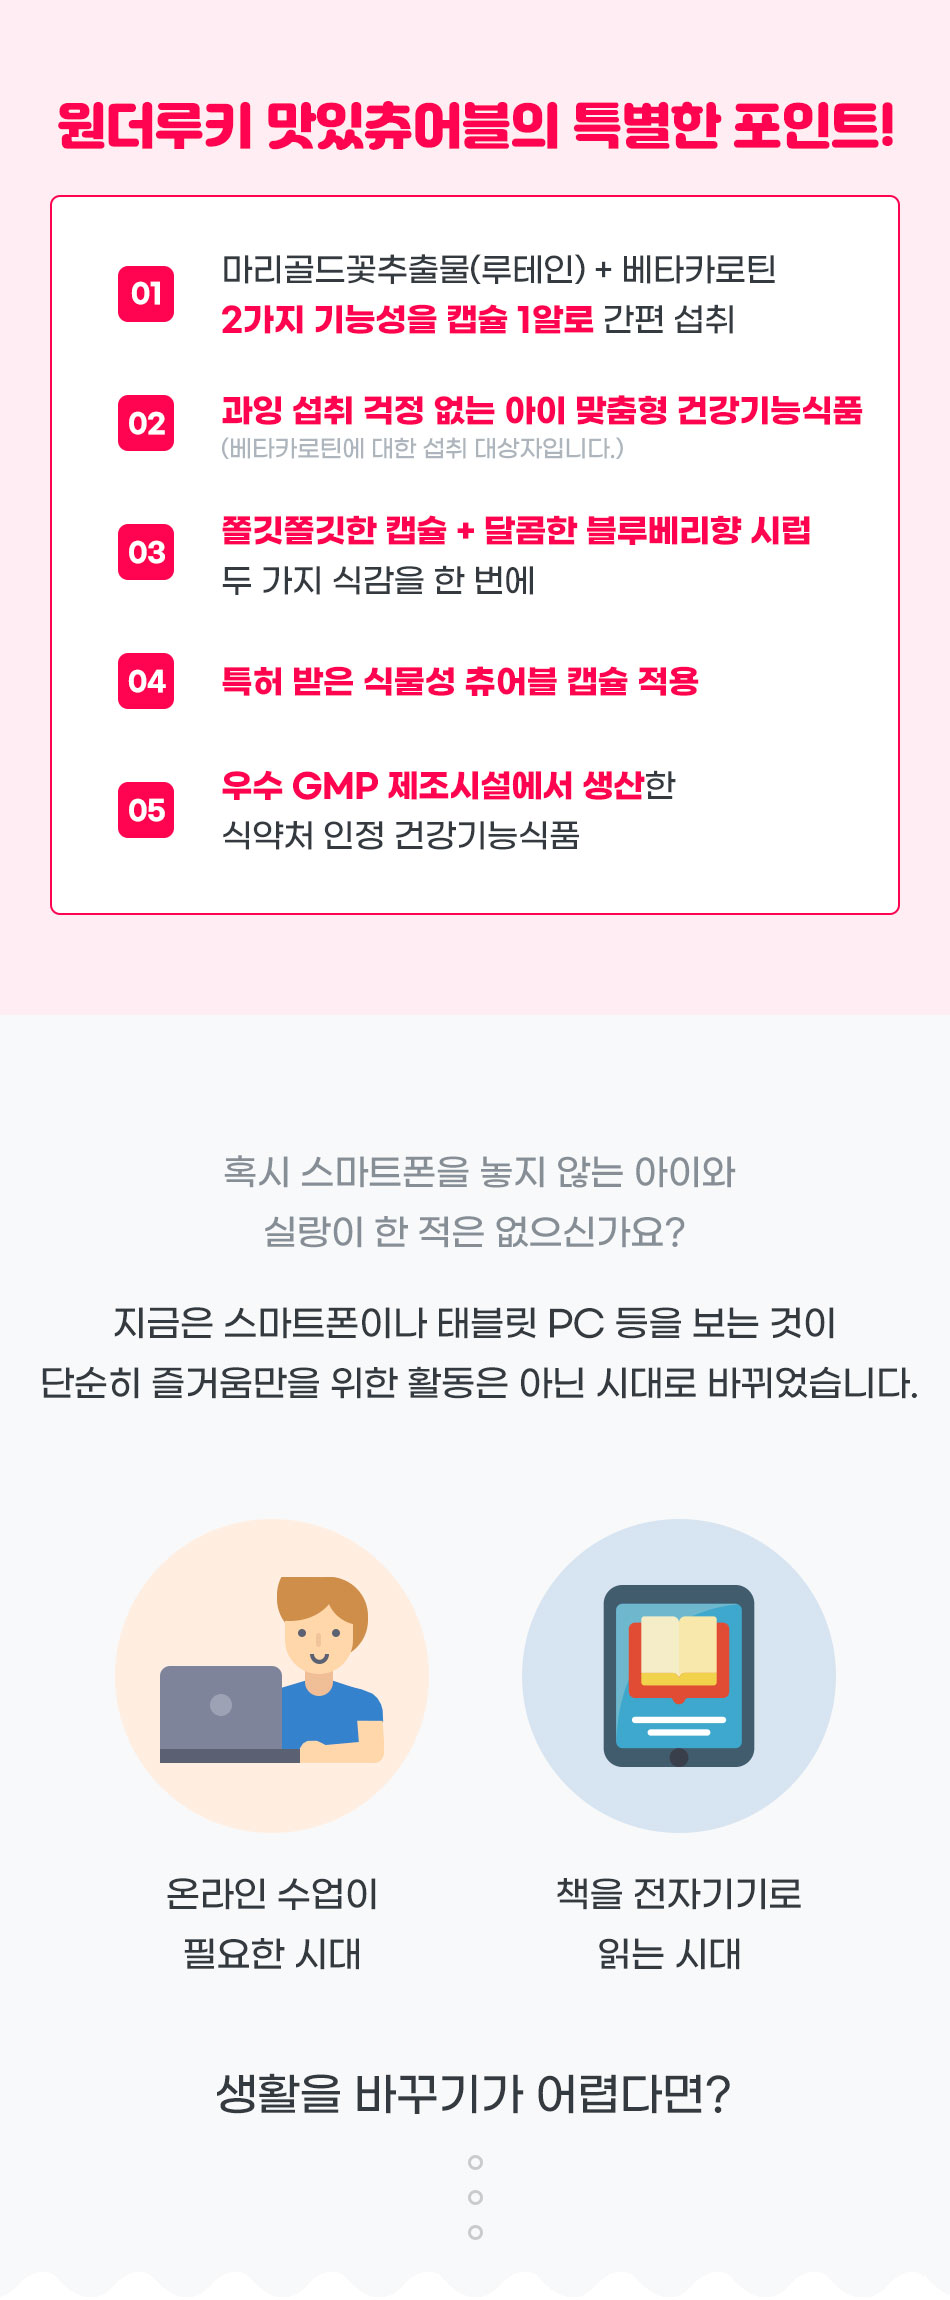 원더루키 맛있츄어블의 특별한 포인트!
01
마리골드꽃추출물(루테인) + 베타카로틴
2가지 기능성을 캡슐 1알로 간편 섭취
02
과잉 섭취 걱정 없는 아이 맞춤형 건강기능식품
(베타카로틴에 대한 섭취 대상자입니다.)
03
쫄깃쫄깃한 캡슐 + 달콤한 블루베리향 시럽
두 가지 식감을 한 번에
04
특허 받은 식물성 츄어블 캡슐 적용
05
우수 GMP 제조시설에서 생산한
식약처 인정 건강기능식품
혹시 스마트폰을 놓지 않는 아이와
실랑이 한 적은 없으신가요?
지금은 스마트폰이나 태블릿 PC 등을 보는 것이
단순히 즐거움만을 위한 활동은 아닌 시대로 바뀌었습니다.
온라인 수업이
필요한 시대
책을 전자기기로
읽는 시대
생활을 바꾸기가 어렵다면?